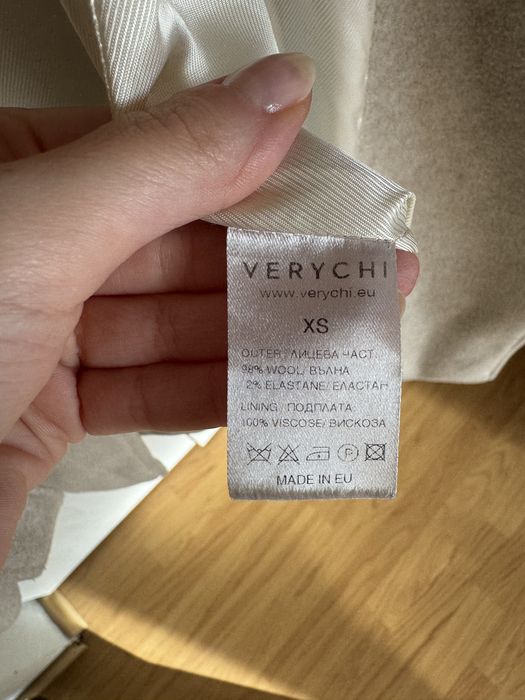 VERYCHI
www.verychi.eu
XS
OUTER / ЛИЦЕВА ЧАСТ:
98% WOOL/ ВЪЛНА
2% ELASTANE/ ЕЛАСТАН
LINING / ПОДПЛАТА:
100% VISCOSE/ ВИСКОЗА
P
MADE IN EU